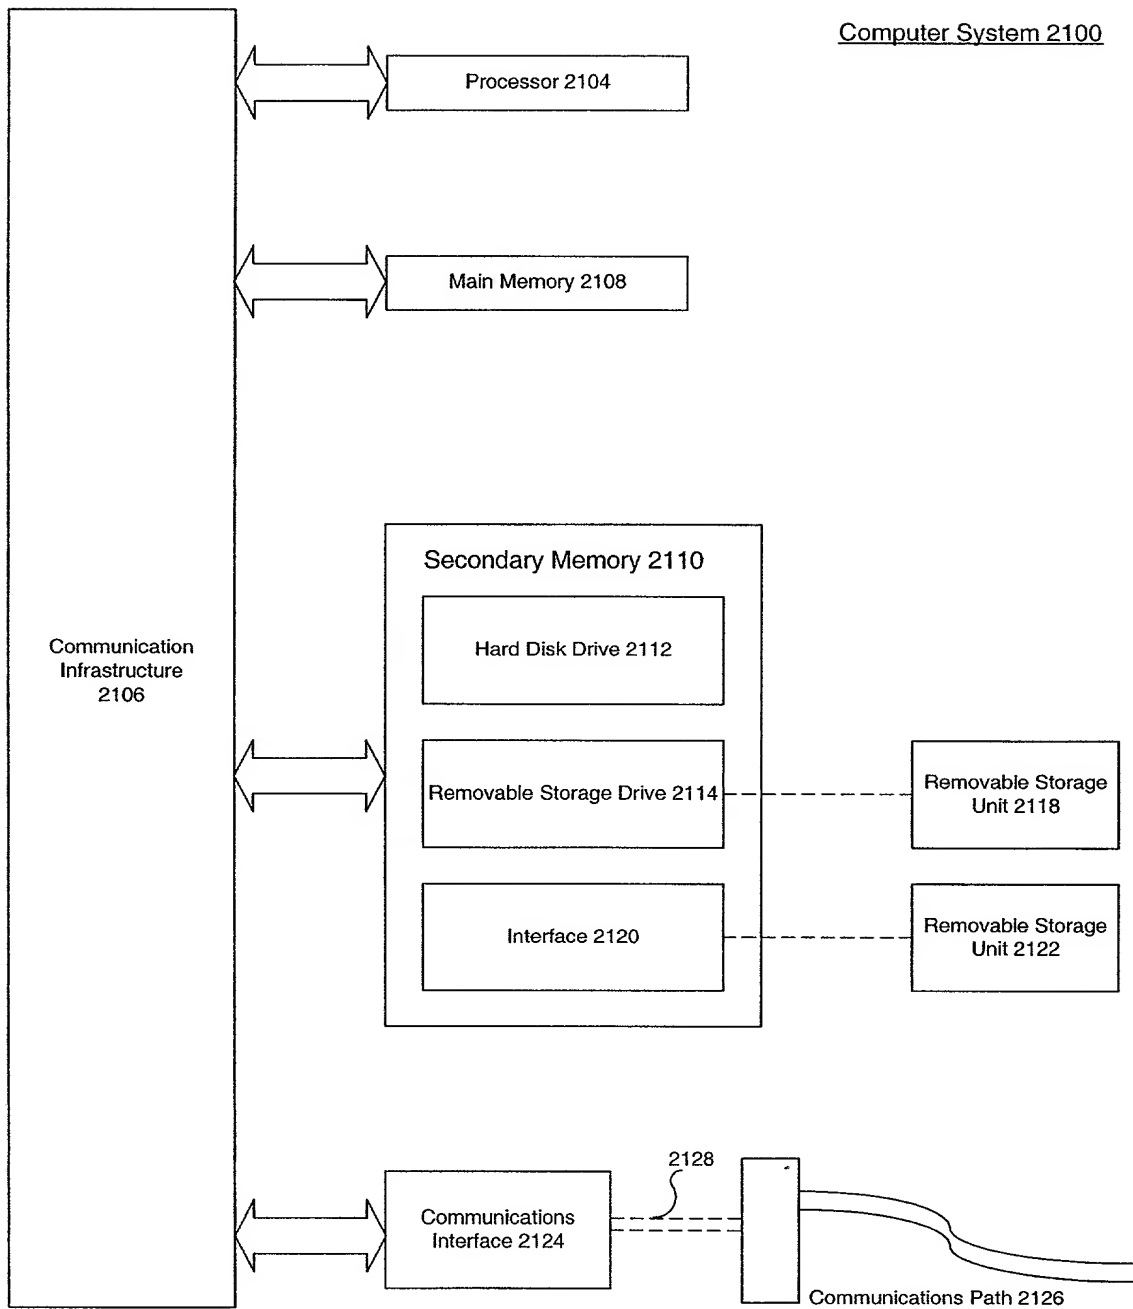 Computer System 2100
Processor 2104
Main Memory 2108
Communication
Infrastructure
2106
Secondary Memory 2110
Hard Disk Drive 2112
Removable Storage Drive 2114
Removable Storage
Unit 2118
Interface 2120
Removable Storage
Unit 2122
2128
Communications
Interface 2124
Communications Path 2126